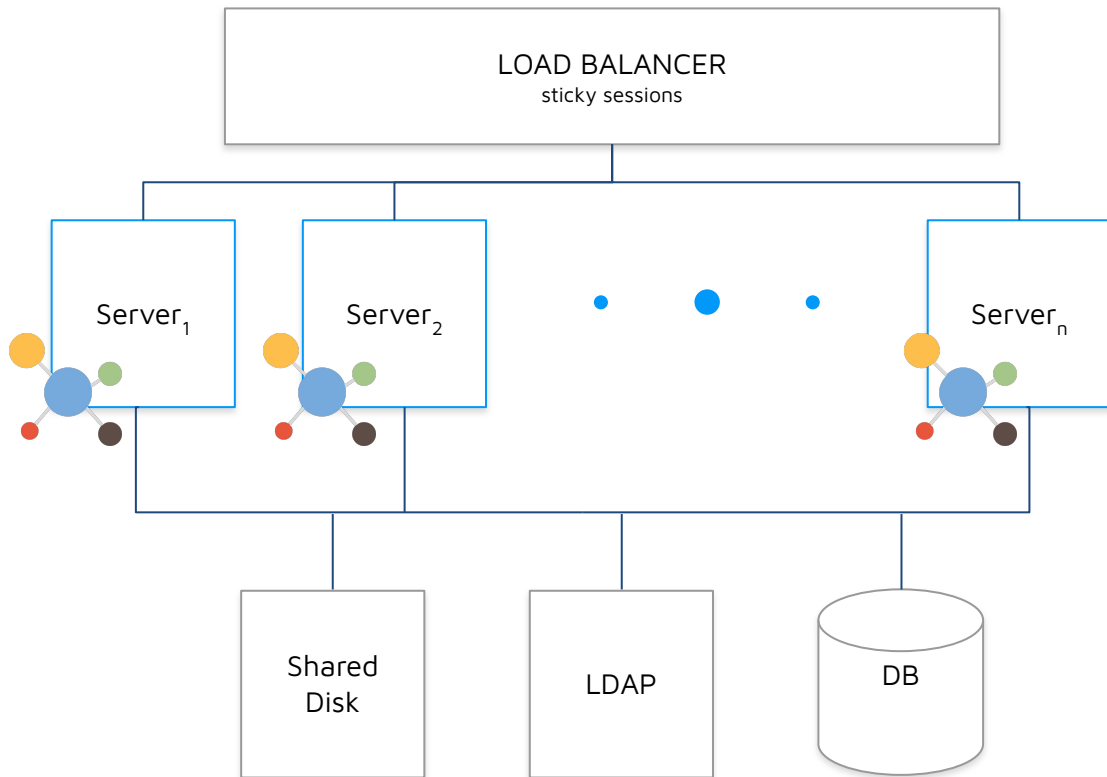 LOAD BALANCER
sticky sessions
Server₁
Server₂
Serverₙ
Shared
Disk
LDAP
DB